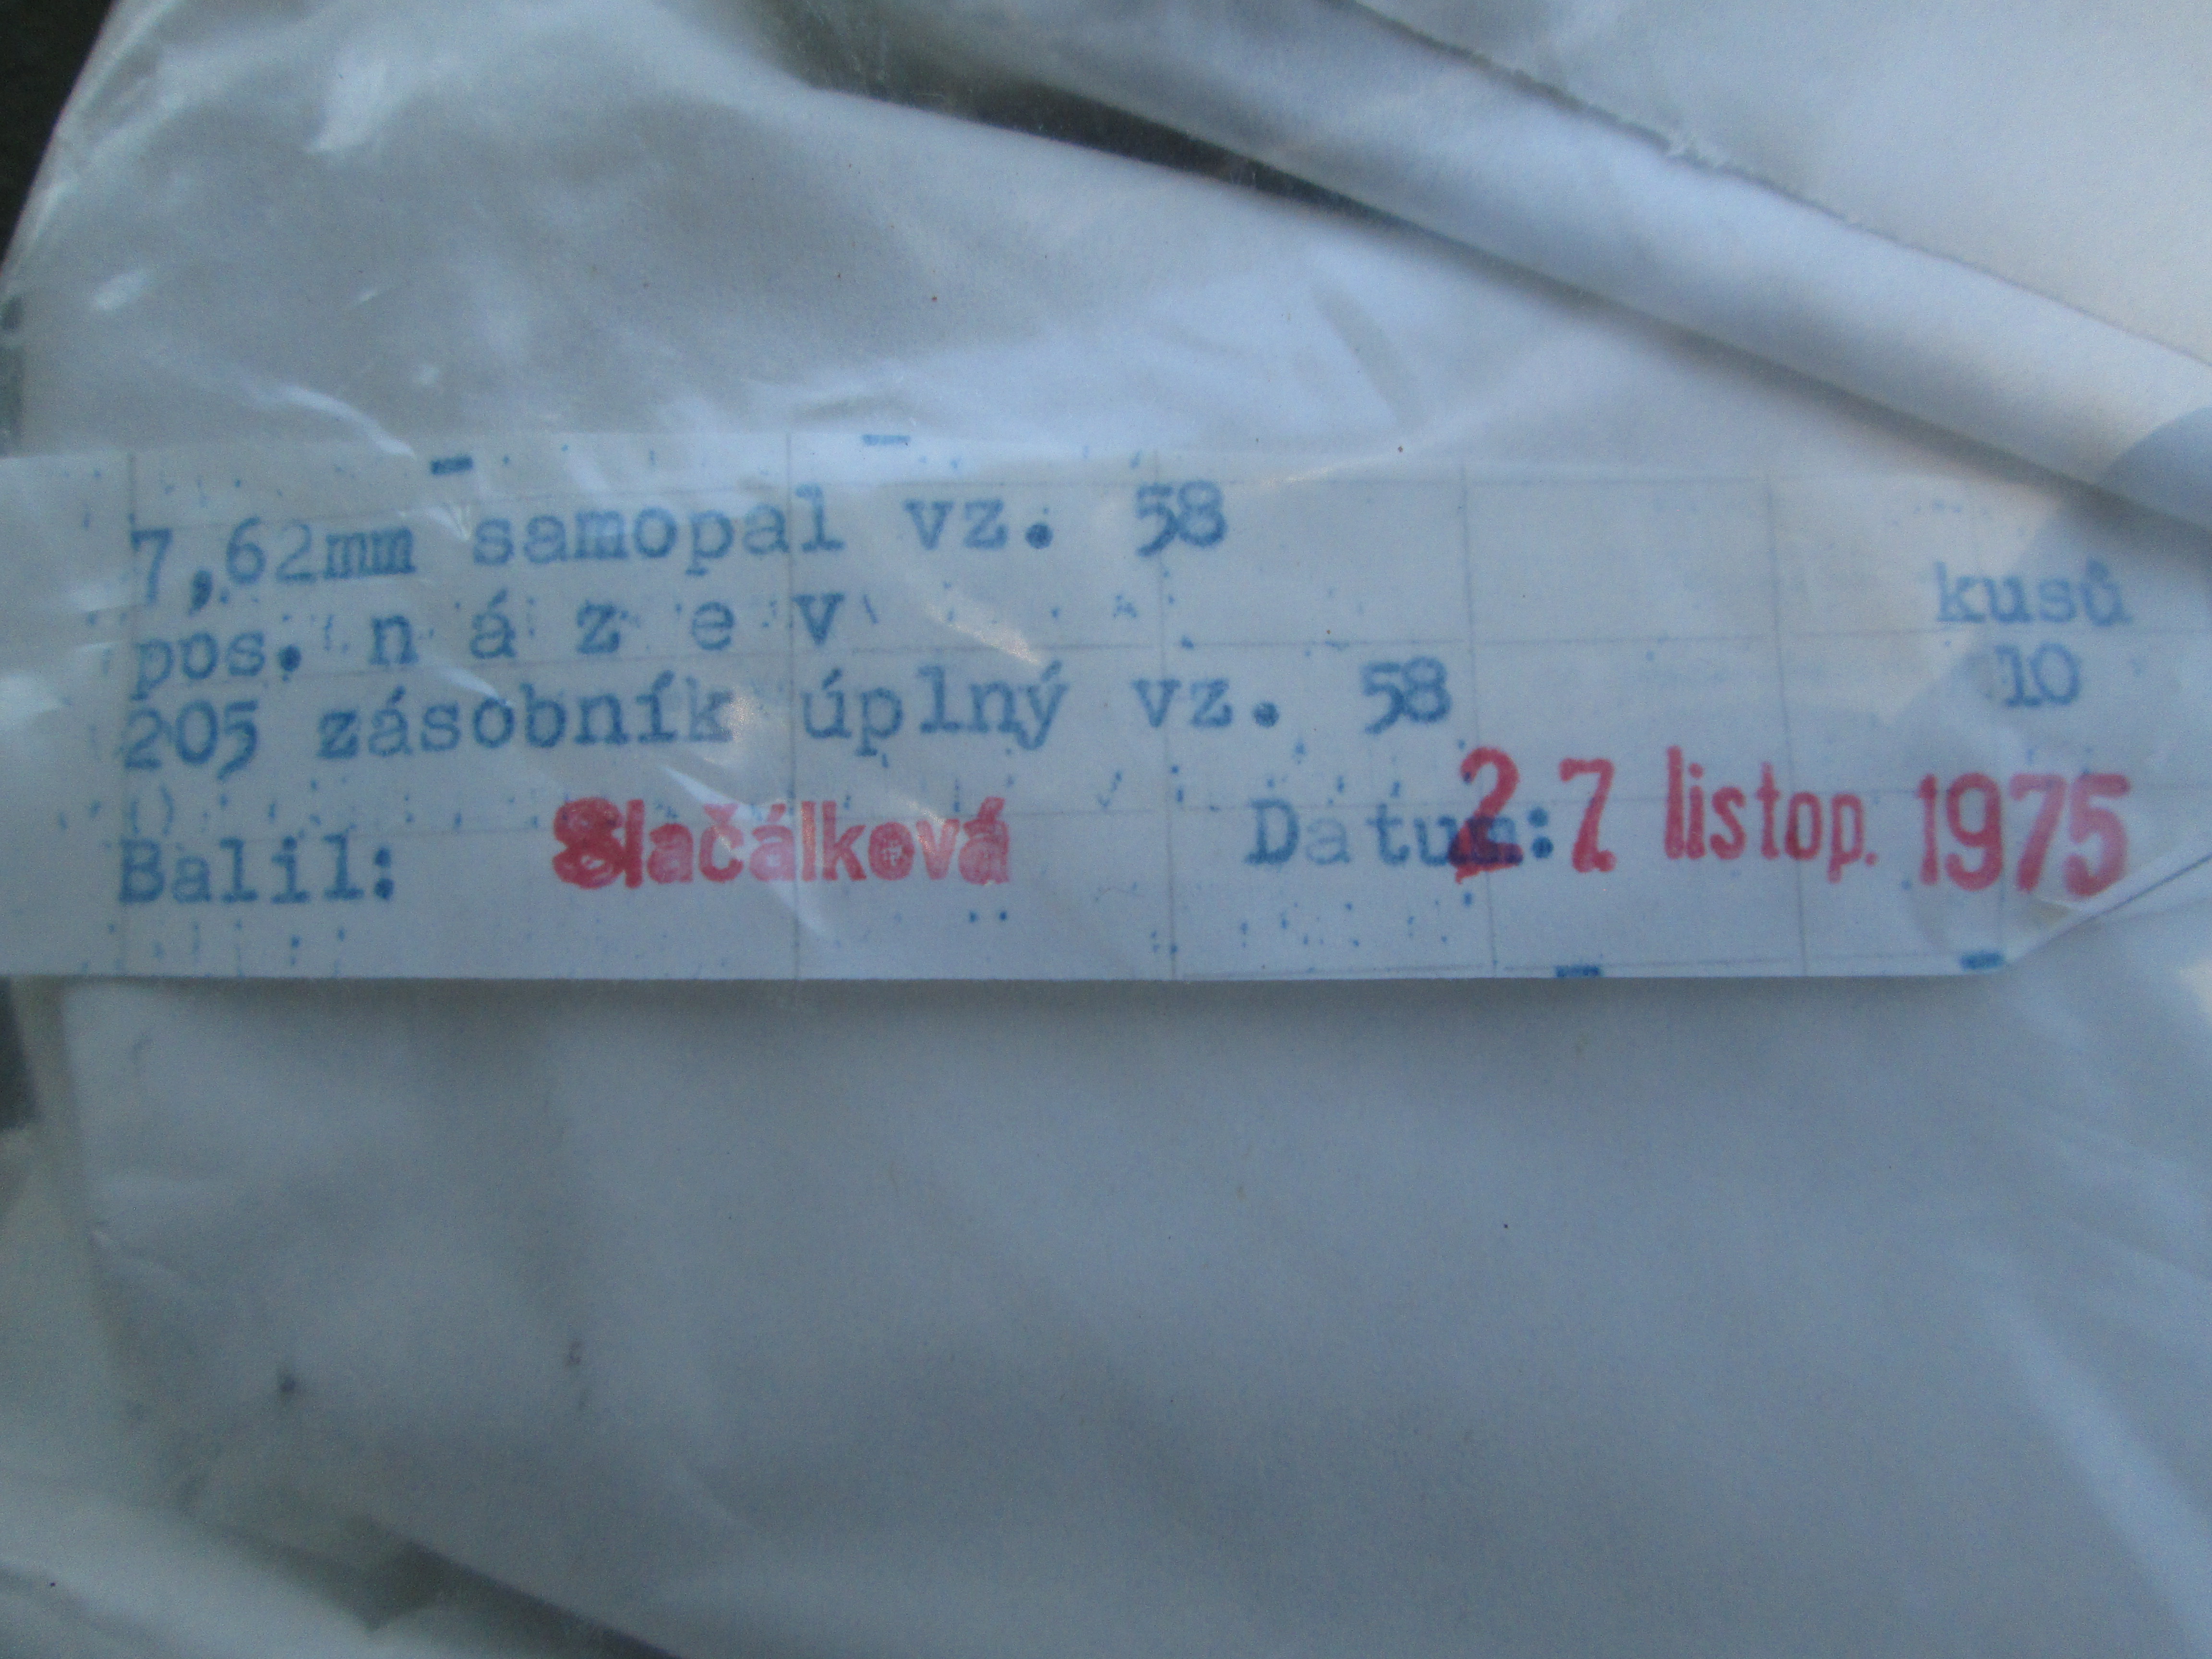 7,62mm samopal vz. 58
pos. n á z e v kusů
205 zásobník úplný vz. 58 10
Balil: Slačálková Datum: 27. listop. 1975